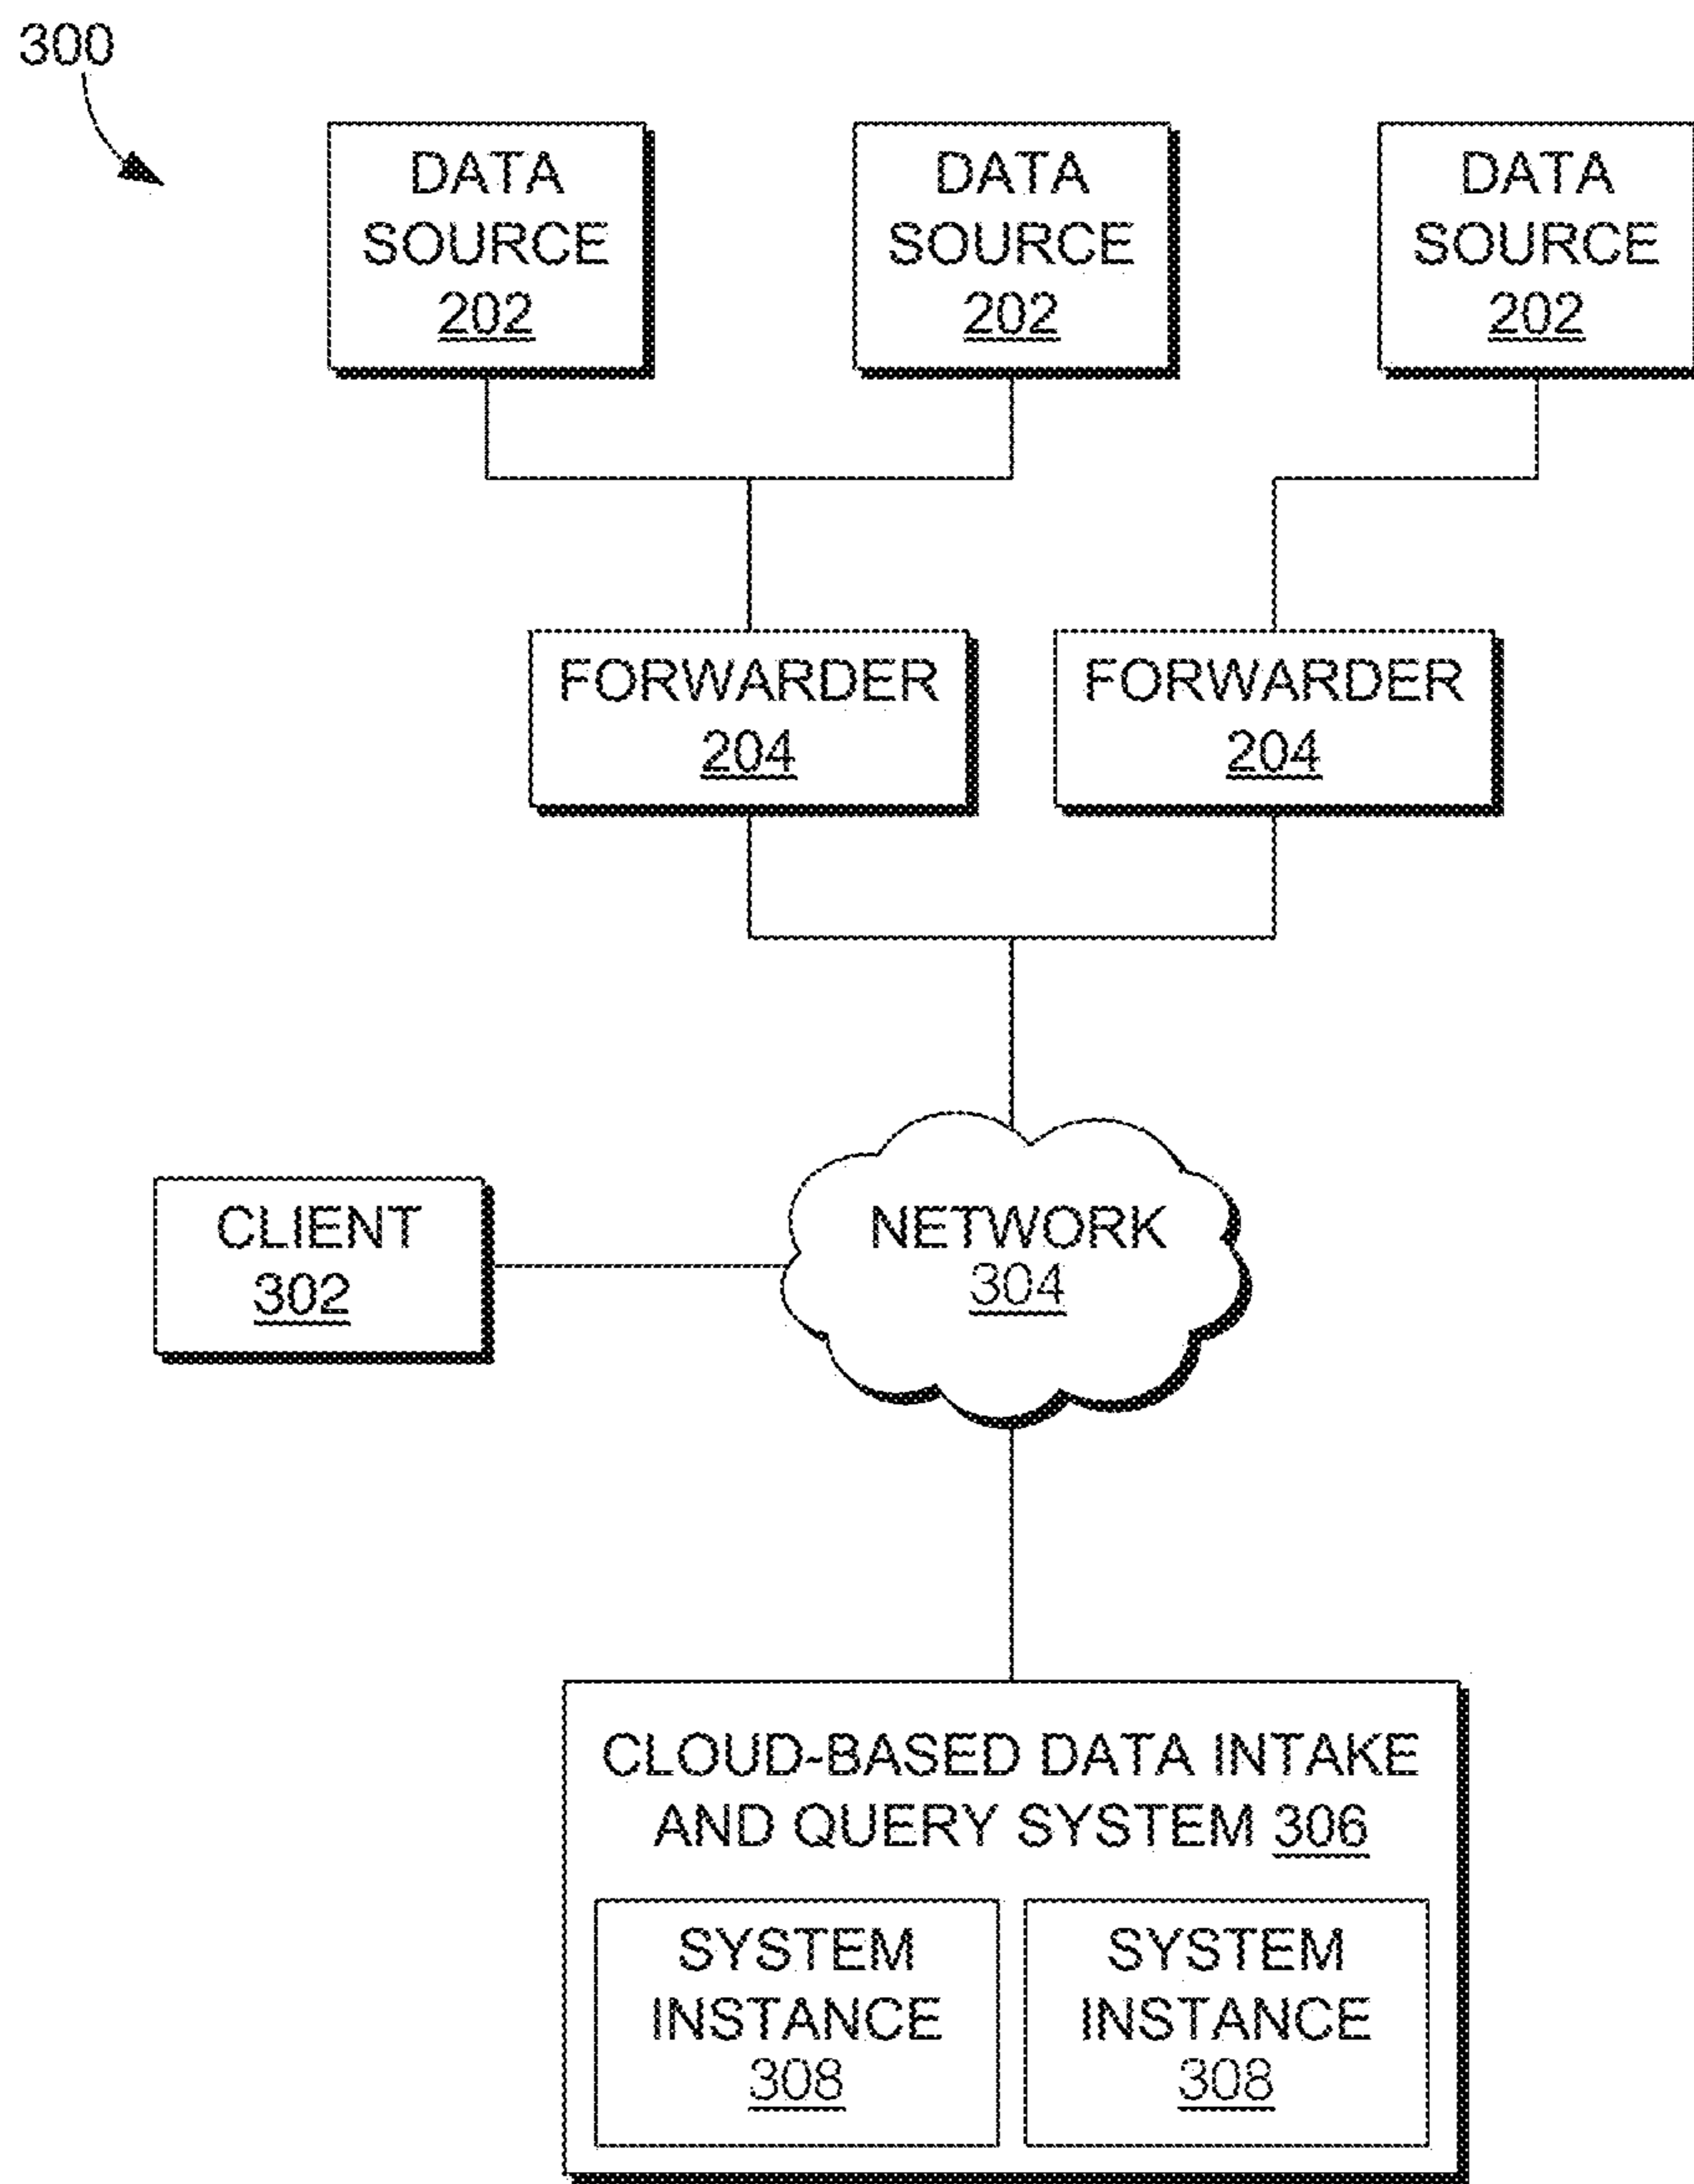 300
DATA
SOURCE
202
DATA
SOURCE
202
DATA
SOURCE
202
FORWARDER
204
FORWARDER
204
CLIENT
302
NETWORK
304
CLOUD-BASED DATA INTAKE
AND QUERY SYSTEM 306
SYSTEM
INSTANCE
308
SYSTEM
INSTANCE
308